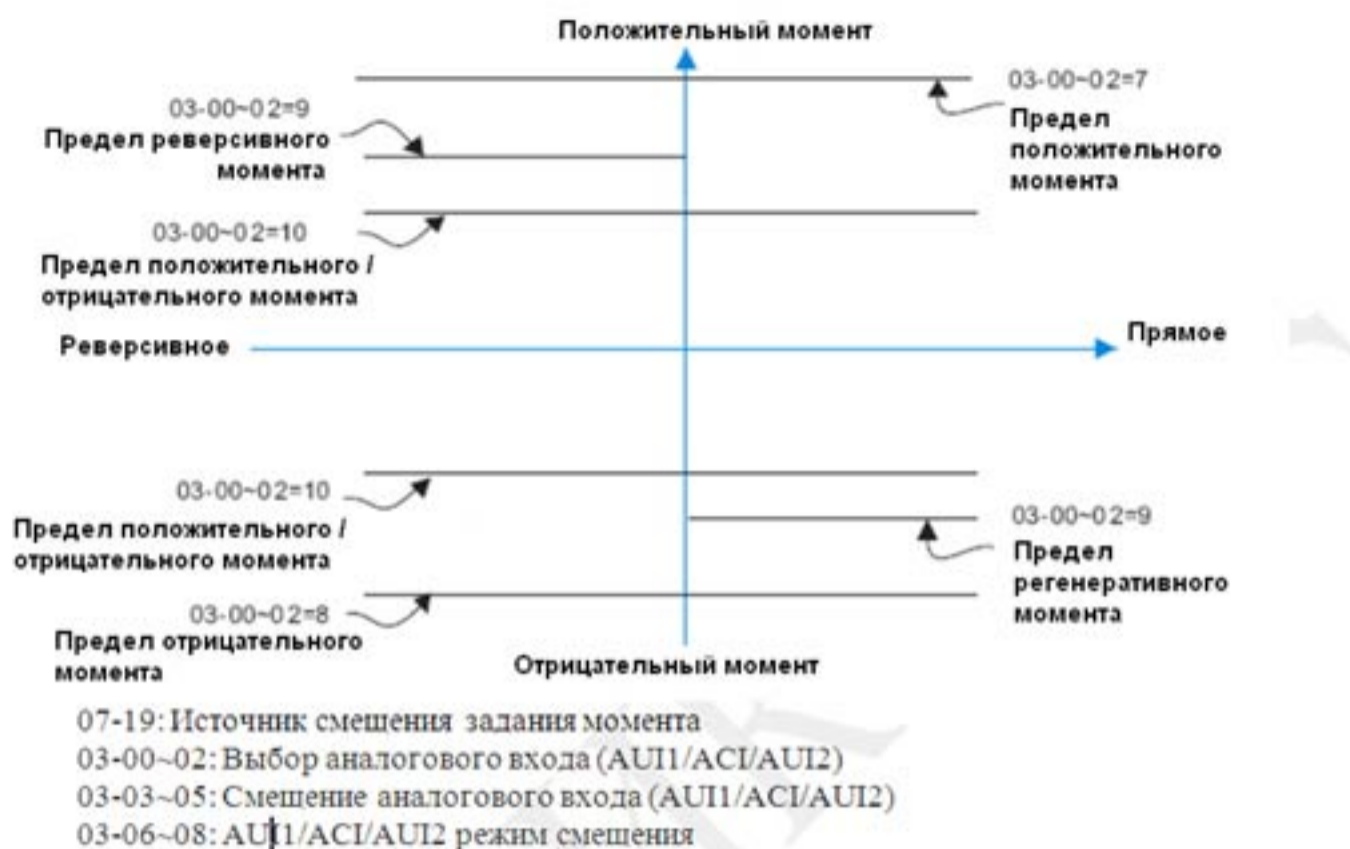 Положительный момент
03-00~02=9
Предел реверсивного
момента
03-00~02=7
Предел
положительного
момента
03-00~02=10
Предел положительного /
отрицательного момента
Реверсивное
Прямое
03-00~02=10
Предел положительного /
отрицательного момента
03-00~02=9
Предел
регенеративного
момента
03-00~02=8
Предел отрицательного
момента
Отрицательный момент
07-19: Источник смещения задания момента
03-00~02: Выбор аналогового входа (AUI1/ACI/AUI2)
03-03~05: Смещение аналогового входа (AUI1/ACI/AUI2)
03-06~08: AUI1/ACI/AUI2 режим смещения